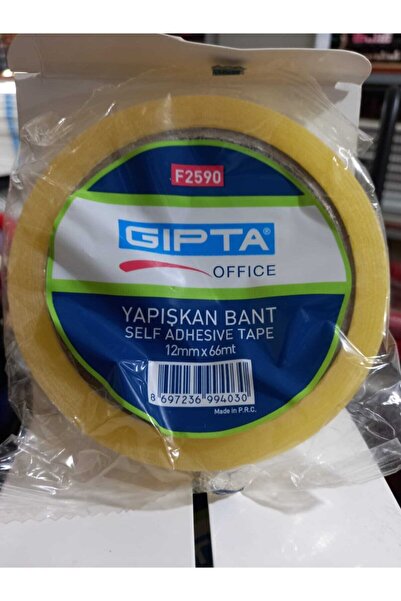 F2590
GIPTA®
OFFICE
YAPIŞKAN BANT
SELF ADHESIVE TAPE
12mm x 66mt
8 697236 994030
Made in P.R.C.